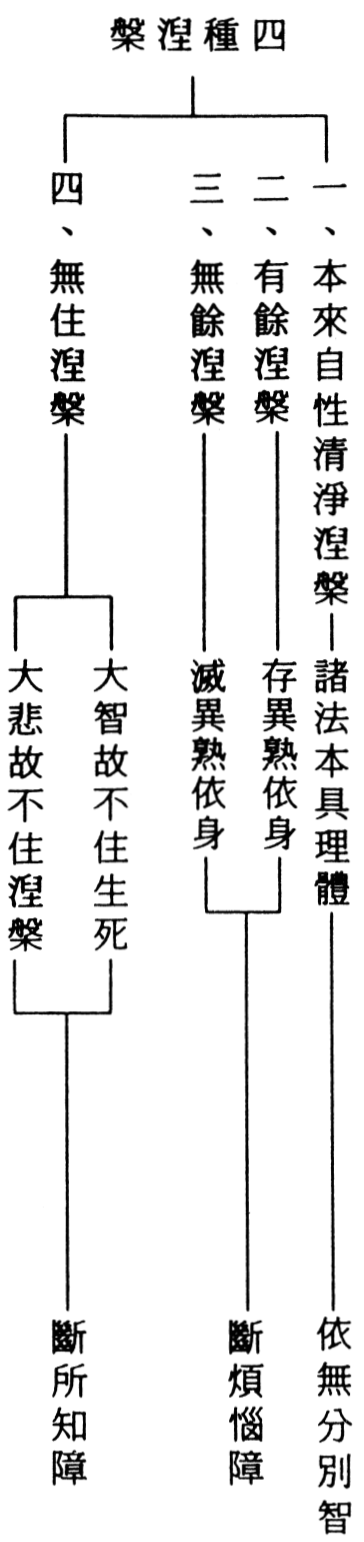 四種涅槃
一、本來自性清淨涅槃
諸法本具理體
依無分別智
二、有餘涅槃
存異熟依身
三、無餘涅槃
滅異熟依身
斷煩惱障
四、無住涅槃
大智故不住生死
大悲故不住涅槃
斷所知障